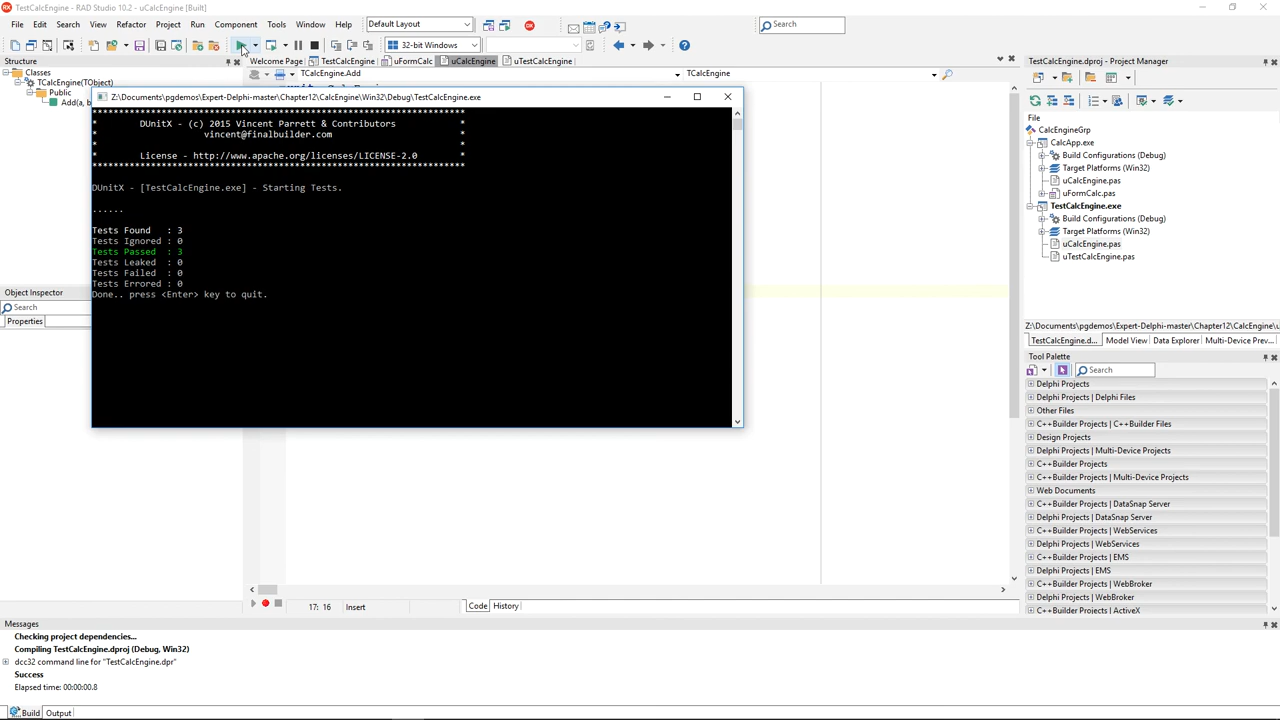 TestCalcEngine - RAD Studio 10.2 - uCalcEngine [Built]
File Edit Search View Refactor Project Run Component Tools Window Help
Default Layout
Search
32-bit Windows
Structure
Welcome Page TestCalcEngine uFormCalc uCalcEngine uTestCalcEngine
TestCalcEngine.dproj - Project Manager
Classes
TCalcEngine(TObject)
Public
Add(a, b
TCalcEngine.Add
TCalcEngine
Z:\Documents\pgdemos\Expert-Delphi-master\Chapter12\CalcEngine\Win32\Debug\TestCalcEngine.exe
**********************************************************************
* DUnitX - (c) 2015 Vincent Parrett & Contributors
* vincent@finalbuilder.com *
* *
* License - http://www.apache.org/licenses/LICENSE-2.0 *
**********************************************************************
DUnitX - [TestCalcEngine.exe] - Starting Tests.
......
Tests Found : 3
Tests Ignored : 0
Tests Passed : 3
Tests Leaked : 0
Tests Failed : 0
Tests Errored : 0
Done.. press <Enter> key to quit.
Object Inspector
Search
Properties
17: 16
Insert
Code
History
File
CalcEngineGrp
CalcApp.exe
Build Configurations (Debug)
Target Platforms (Win32)
uCalcEngine.pas
uFormCalc.pas
TestCalcEngine.exe
Build Configurations (Debug)
Target Platforms (Win32)
uCalcEngine.pas
uTestCalcEngine.pas
Z:\Documents\pgdemos\Expert-Delphi-master\Chapter12\CalcEngine\u
TestCalcEngine.d... Model View Data Explorer Multi-Device Prev...
Tool Palette
Search
Delphi Projects
Delphi Projects | Delphi Files
Other Files
C++Builder Projects | C++Builder Files
Design Projects
Delphi Projects | Multi-Device Projects
C++Builder Projects
C++Builder Projects | Multi-Device Projects
Web Documents
C++Builder Projects | DataSnap Server
Delphi Projects | DataSnap Server
C++Builder Projects | WebServices
Delphi Projects | WebServices
C++Builder Projects | EMS
Delphi Projects | EMS
C++Builder Projects | WebBroker
Delphi Projects | WebBroker
C++Builder Projects | ActiveX
Messages
Checking project dependencies...
Compiling TestCalcEngine.dproj (Debug, Win32)
dcc32 command line for "TestCalcEngine.dpr"
Success
Elapsed time: 00:00:00.8
Build
Output